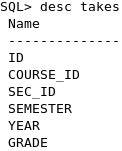 SQL> desc takes
Name
--------------
ID
COURSE_ID
SEC_ID
SEMESTER
YEAR
GRADE